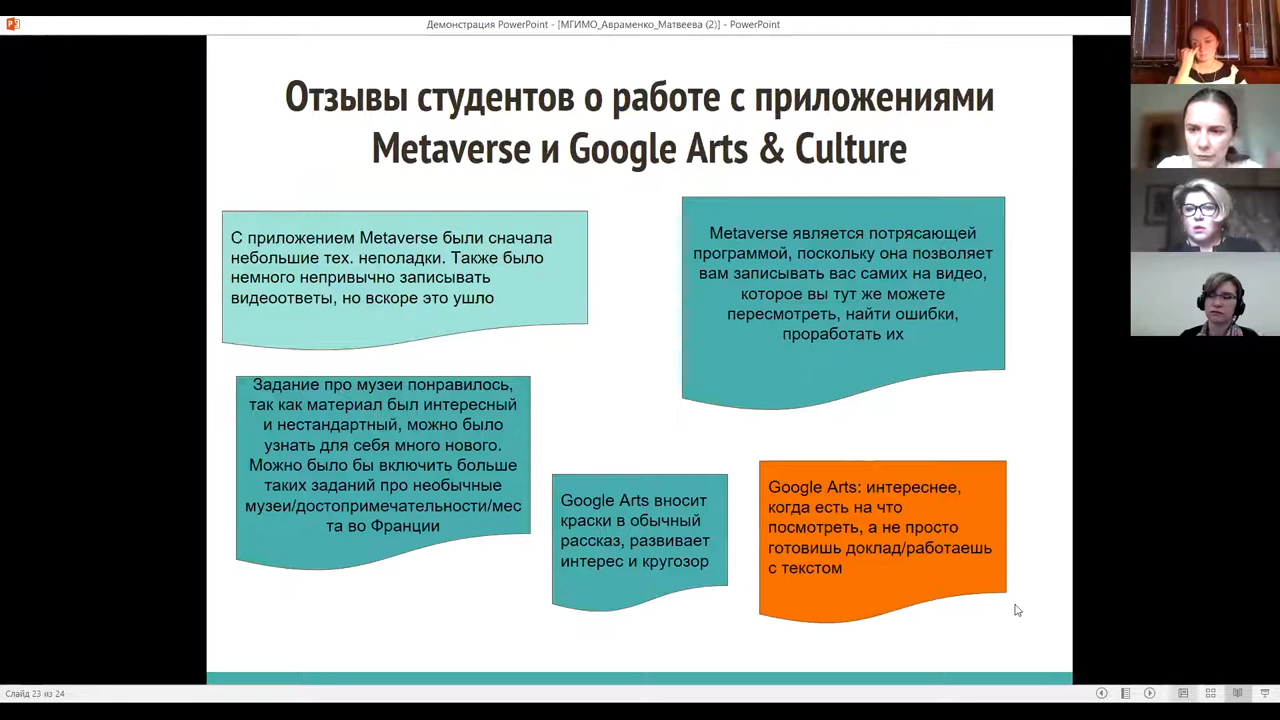 Демонстрация PowerPoint - [МГИМО_Авраменко_Матвеева (2)] - PowerPoint
Отзывы студентов о работе с приложениями
Metaverse и Google Arts & Culture
С приложением Metaverse были сначала
небольшие тех. неполадки. Также было
немного непривычно записывать
видеоответы, но вскоре это ушло
Metaverse является потрясающей
программой, поскольку она позволяет
вам записывать вас самих на видео,
которое вы тут же можете
пересмотреть, найти ошибки,
проработать их
Задание про музеи понравилось,
так как материал был интересный
и нестандартный, можно было
узнать для себя много нового.
Можно было бы включить больше
таких заданий про необычные
музеи/достопримечательности/мес
та во Франции
Google Arts вносит
краски в обычный
рассказ, развивает
интерес и кругозор
Google Arts: интереснее,
когда есть на что
посмотреть, а не просто
готовишь доклад/работаешь
с текстом
Слайд 23 из 24